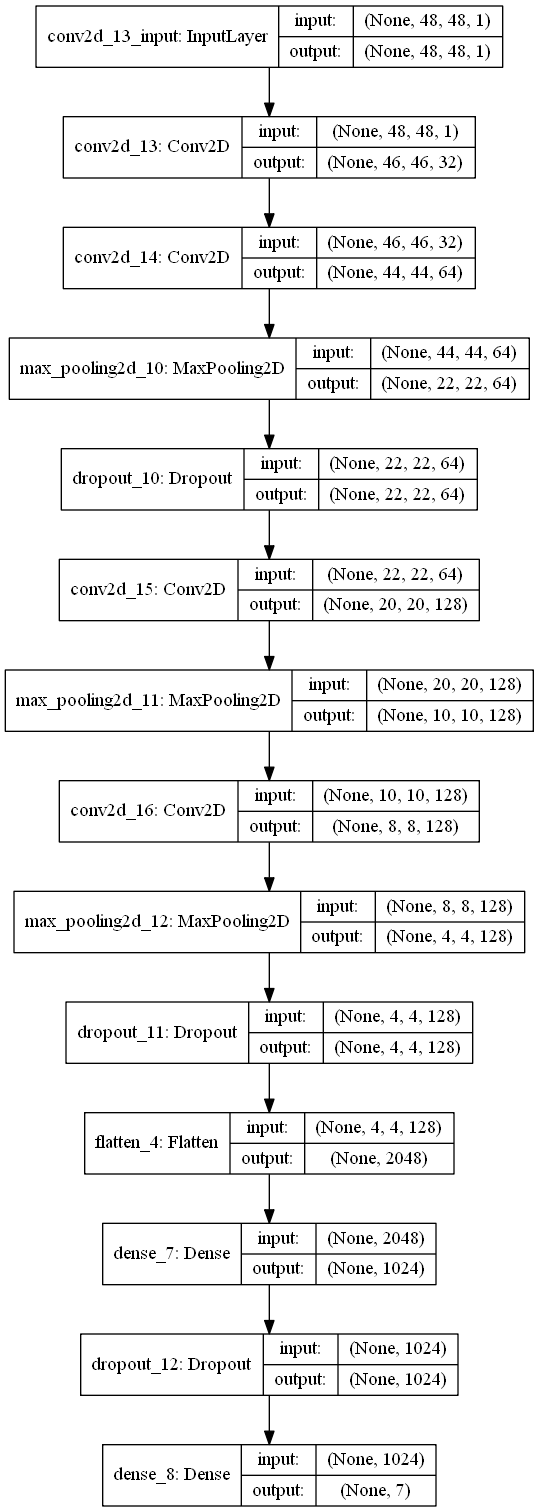 conv2d_13_input: InputLayer
input: (None, 48, 48, 1)
output: (None, 48, 48, 1)
conv2d_13: Conv2D
input: (None, 48, 48, 1)
output: (None, 46, 46, 32)
conv2d_14: Conv2D
input: (None, 46, 46, 32)
output: (None, 44, 44, 64)
max_pooling2d_10: MaxPooling2D
input: (None, 44, 44, 64)
output: (None, 22, 22, 64)
dropout_10: Dropout
input: (None, 22, 22, 64)
output: (None, 22, 22, 64)
conv2d_15: Conv2D
input: (None, 22, 22, 64)
output: (None, 20, 20, 128)
max_pooling2d_11: MaxPooling2D
input: (None, 20, 20, 128)
output: (None, 10, 10, 128)
conv2d_16: Conv2D
input: (None, 10, 10, 128)
output: (None, 8, 8, 128)
max_pooling2d_12: MaxPooling2D
input: (None, 8, 8, 128)
output: (None, 4, 4, 128)
dropout_11: Dropout
input: (None, 4, 4, 128)
output: (None, 4, 4, 128)
flatten_4: Flatten
input: (None, 4, 4, 128)
output: (None, 2048)
dense_7: Dense
input: (None, 2048)
output: (None, 1024)
dropout_12: Dropout
input: (None, 1024)
output: (None, 1024)
dense_8: Dense
input: (None, 1024)
output: (None, 7)